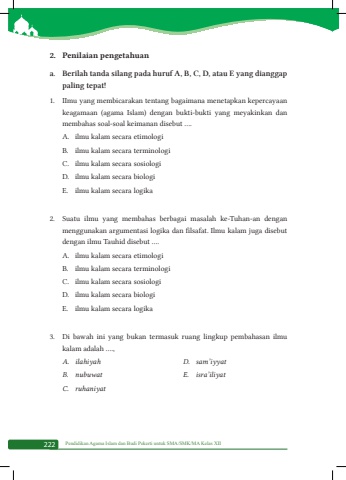 2. Penilaian pengetahuan
a. Berilah tanda silang pada huruf A, B, C, D, atau E yang dianggap
paling tepat!
1. Ilmu yang membicarakan tentang bagaimana menetapkan kepercayaan
keagamaan (agama Islam) dengan bukti-bukti yang meyakinkan dan
membahas soal-soal keimanan disebut ....
A. ilmu kalam secara etimologi
B. ilmu kalam secara terminologi
C. ilmu kalam secara sosiologi
D. ilmu kalam secara biologi
E. ilmu kalam secara logika
2. Suatu ilmu yang membahas berbagai masalah ke-Tuhan-an dengan
menggunakan argumentasi logika dan filsafat. Ilmu kalam juga disebut
dengan ilmu Tauhid disebut ....
A. ilmu kalam secara etimologi
B. ilmu kalam secara terminologi
C. ilmu kalam secara sosiologi
D. ilmu kalam secara biologi
E. ilmu kalam secara logika
3. Di bawah ini yang bukan termasuk ruang lingkup pembahasan ilmu
kalam adalah ....,
A. ilahiyah
B. nubuwat
C. ruhaniyat
D. sam'iyyat
E. isra'iliyat
222 Pendidikan Agama Islam dan Budi Pekerti untuk SMA/SMK/MA Kelas XII